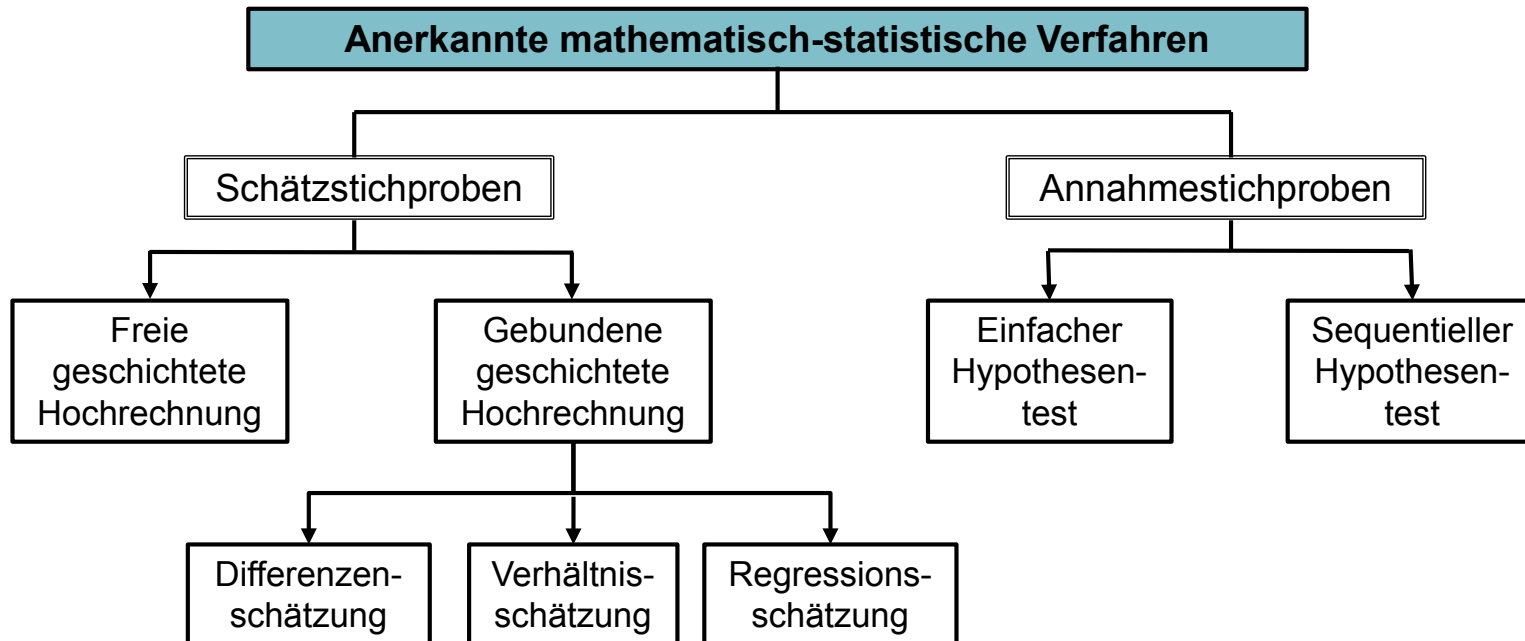 Anerkannte mathematisch-statistische Verfahren
Schätzstichproben
Annahmestichproben
Freie
geschichtete
Hochrechnung
Gebundene
geschichtete
Hochrechnung
Einfacher
Hypothesen-
test
Sequentieller
Hypothesen-
test
Differenzen-
schätzung
Verhältnis-
schätzung
Regressions-
schätzung